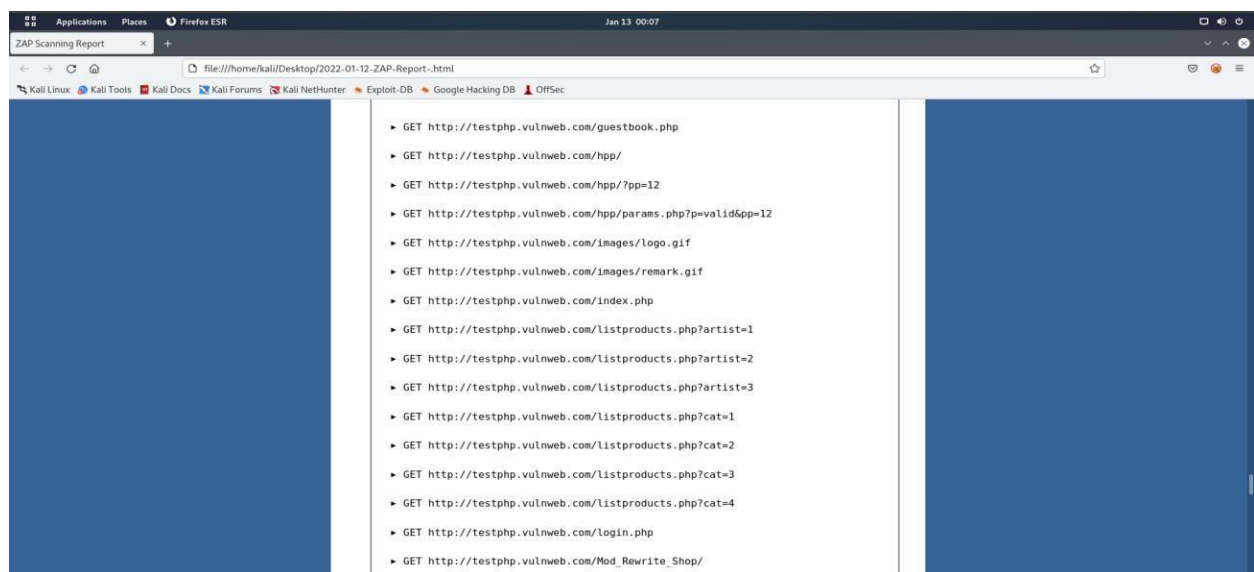 Applications Places Firefox ESR Jan 13 00:07
ZAP Scanning Report
file:///home/kali/Desktop/2022-01-12-ZAP-Report-.html
Kali Linux Kali Tools Kali Docs Kali Forums Kali NetHunter Exploit-DB Google Hacking DB OffSec
GET http://testphp.vulnweb.com/guestbook.php
GET http://testphp.vulnweb.com/hpp/
GET http://testphp.vulnweb.com/hpp/?pp=12
GET http://testphp.vulnweb.com/hpp/params.php?p=valid&pp=12
GET http://testphp.vulnweb.com/images/logo.gif
GET http://testphp.vulnweb.com/images/remark.gif
GET http://testphp.vulnweb.com/index.php
GET http://testphp.vulnweb.com/listproducts.php?artist=1
GET http://testphp.vulnweb.com/listproducts.php?artist=2
GET http://testphp.vulnweb.com/listproducts.php?artist=3
GET http://testphp.vulnweb.com/listproducts.php?cat=1
GET http://testphp.vulnweb.com/listproducts.php?cat=2
GET http://testphp.vulnweb.com/listproducts.php?cat=3
GET http://testphp.vulnweb.com/listproducts.php?cat=4
GET http://testphp.vulnweb.com/login.php
GET http://testphp.vulnweb.com/Mod_Rewrite_Shop/